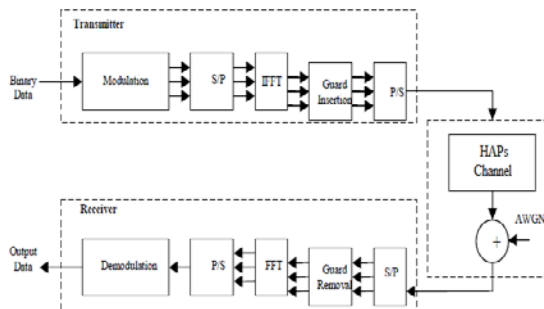 Transmitter
Binary
Data
Modulation
S/P
IFFT
Guard
Insertion
P/S
HAPs
Channel
AWGN
+
Receiver
Output
Data
Demodulation
P/S
FFT
Guard
Removal
S/P